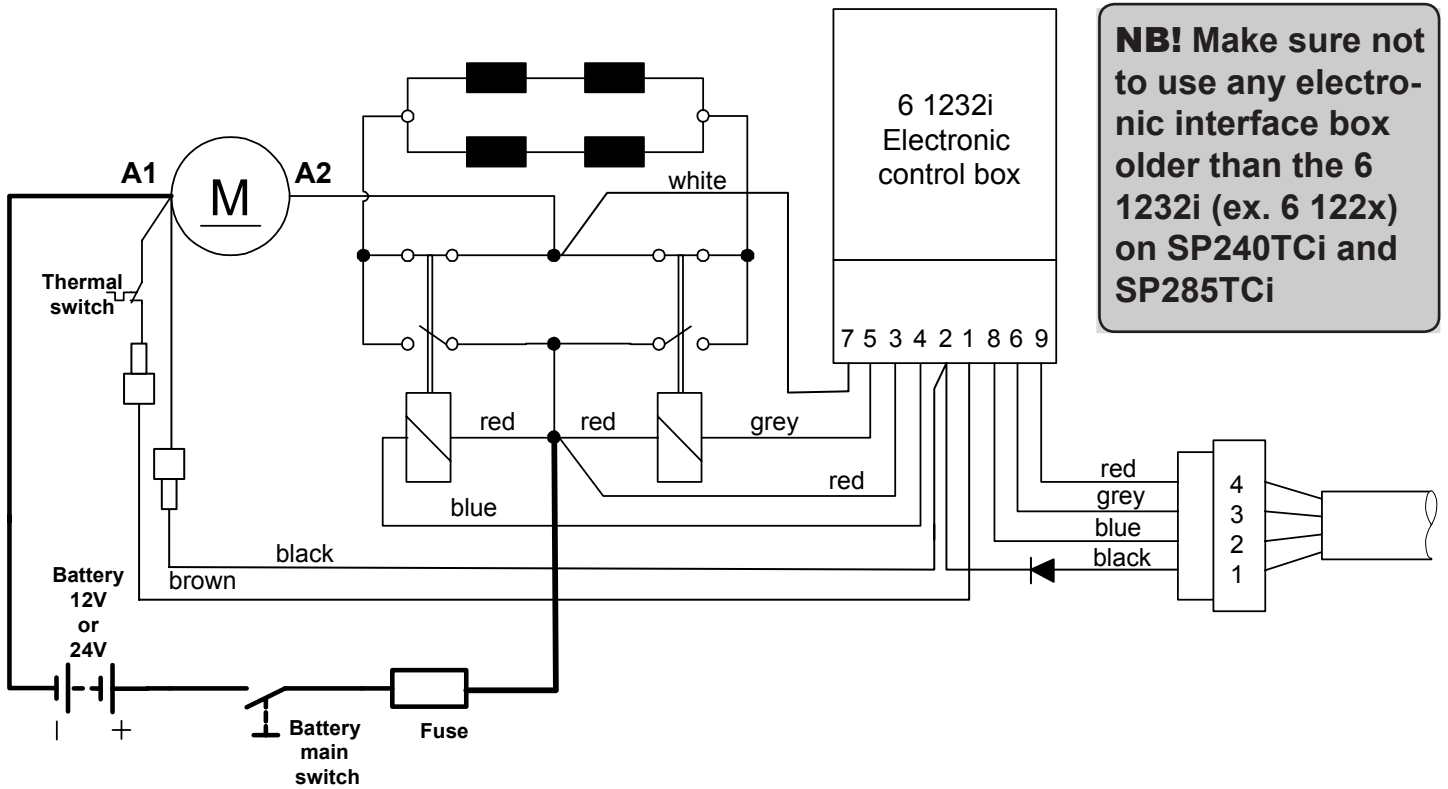 NB! Make sure not
to use any electro-
nic interface box
older than the 6
1232i (ex. 6 122x)
on SP240TCi and
SP285TCi
6 1232i
Electronic
control box
A1
M
A2
white
Thermal
switch
7 5 3 4 2 1 8 6 9
red
red
grey
red
blue
black
brown
red
grey
blue
black
4
3
2
1
Battery
12V
or
24V
– +
Battery
main
switch
Fuse